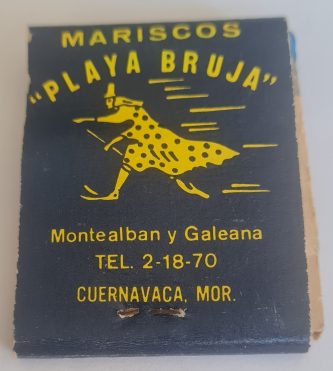 MARISCOS
"PLAYA BRUJA"
Montealban y Galeana
TEL. 2-18-70
CUERNAVACA, MOR.